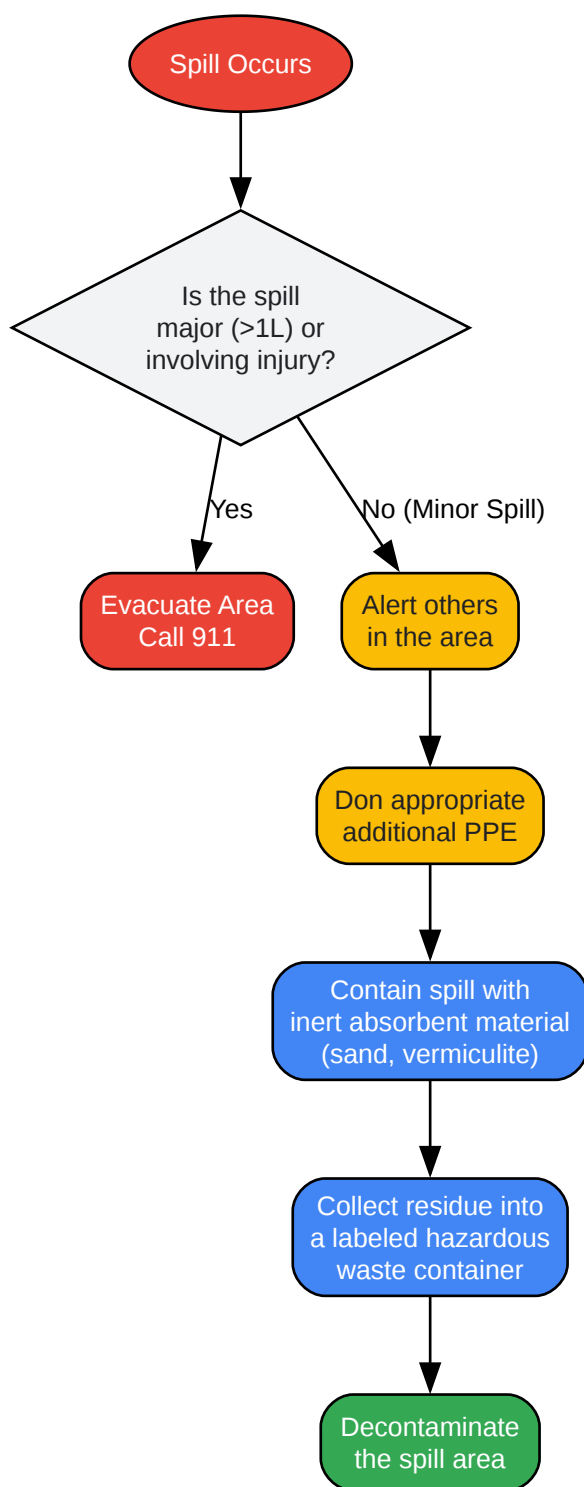 Spill Occurs
Is the spill
major (>1L) or
involving injury?
Yes
No (Minor Spill)
Evacuate Area
Call 911
Alert others
in the area
Don appropriate
additional PPE
Contain spill with
inert absorbent material
(sand, vermiculite)
Collect residue into
a labeled hazardous
waste container
Decontaminate
the spill area